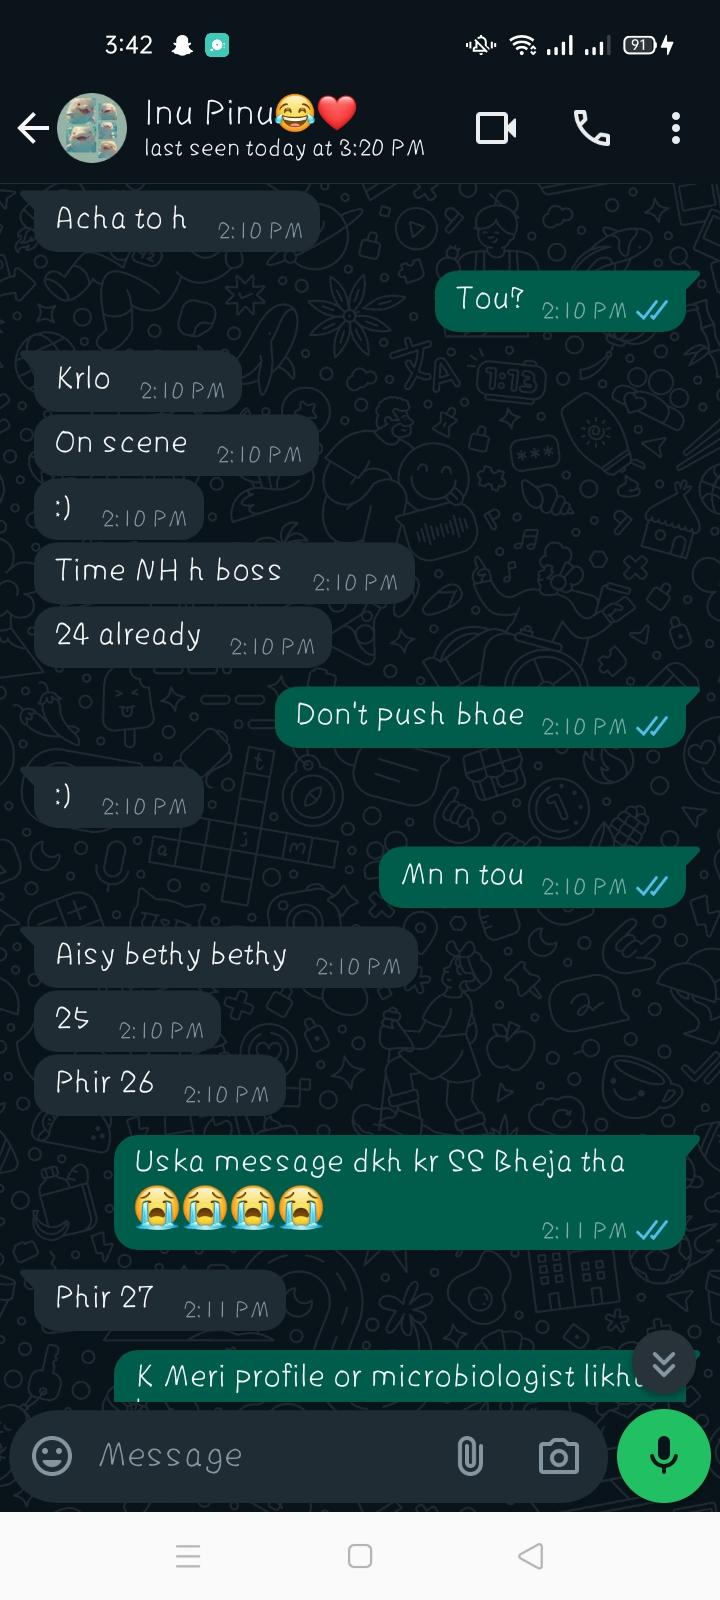 3:42
91
Inu Pinu😂❤️
last seen today at 3:20 PM
Acha to h 2:10 PM
Tou? 2:10 PM
Krlo 2:10 PM
On scene 2:10 PM
:) 2:10 PM
Time NH h boss 2:10 PM
24 already 2:10 PM
Don't push bhae 2:10 PM
:) 2:10 PM
Mn n tou 2:10 PM
Aisy bethy bethy 2:10 PM
25 2:10 PM
Phir 26 2:10 PM
Uska message dkh kr SS Bheja tha
😭😭😭😭 2:11 PM
Phir 27 2:11 PM
K Meri profile or microbiologist
Message